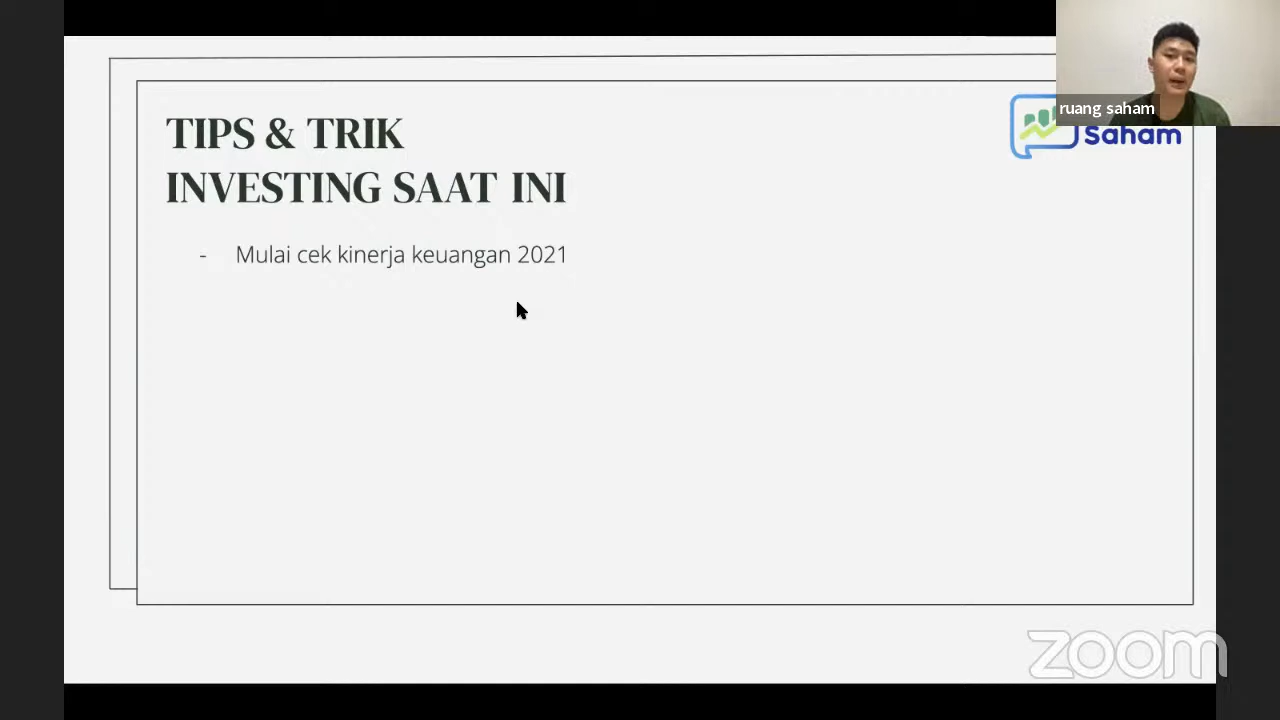 TIPS & TRIK
INVESTING SAAT INI
- Mulai cek kinerja keuangan 2021
ruang saham
Saham
zoom